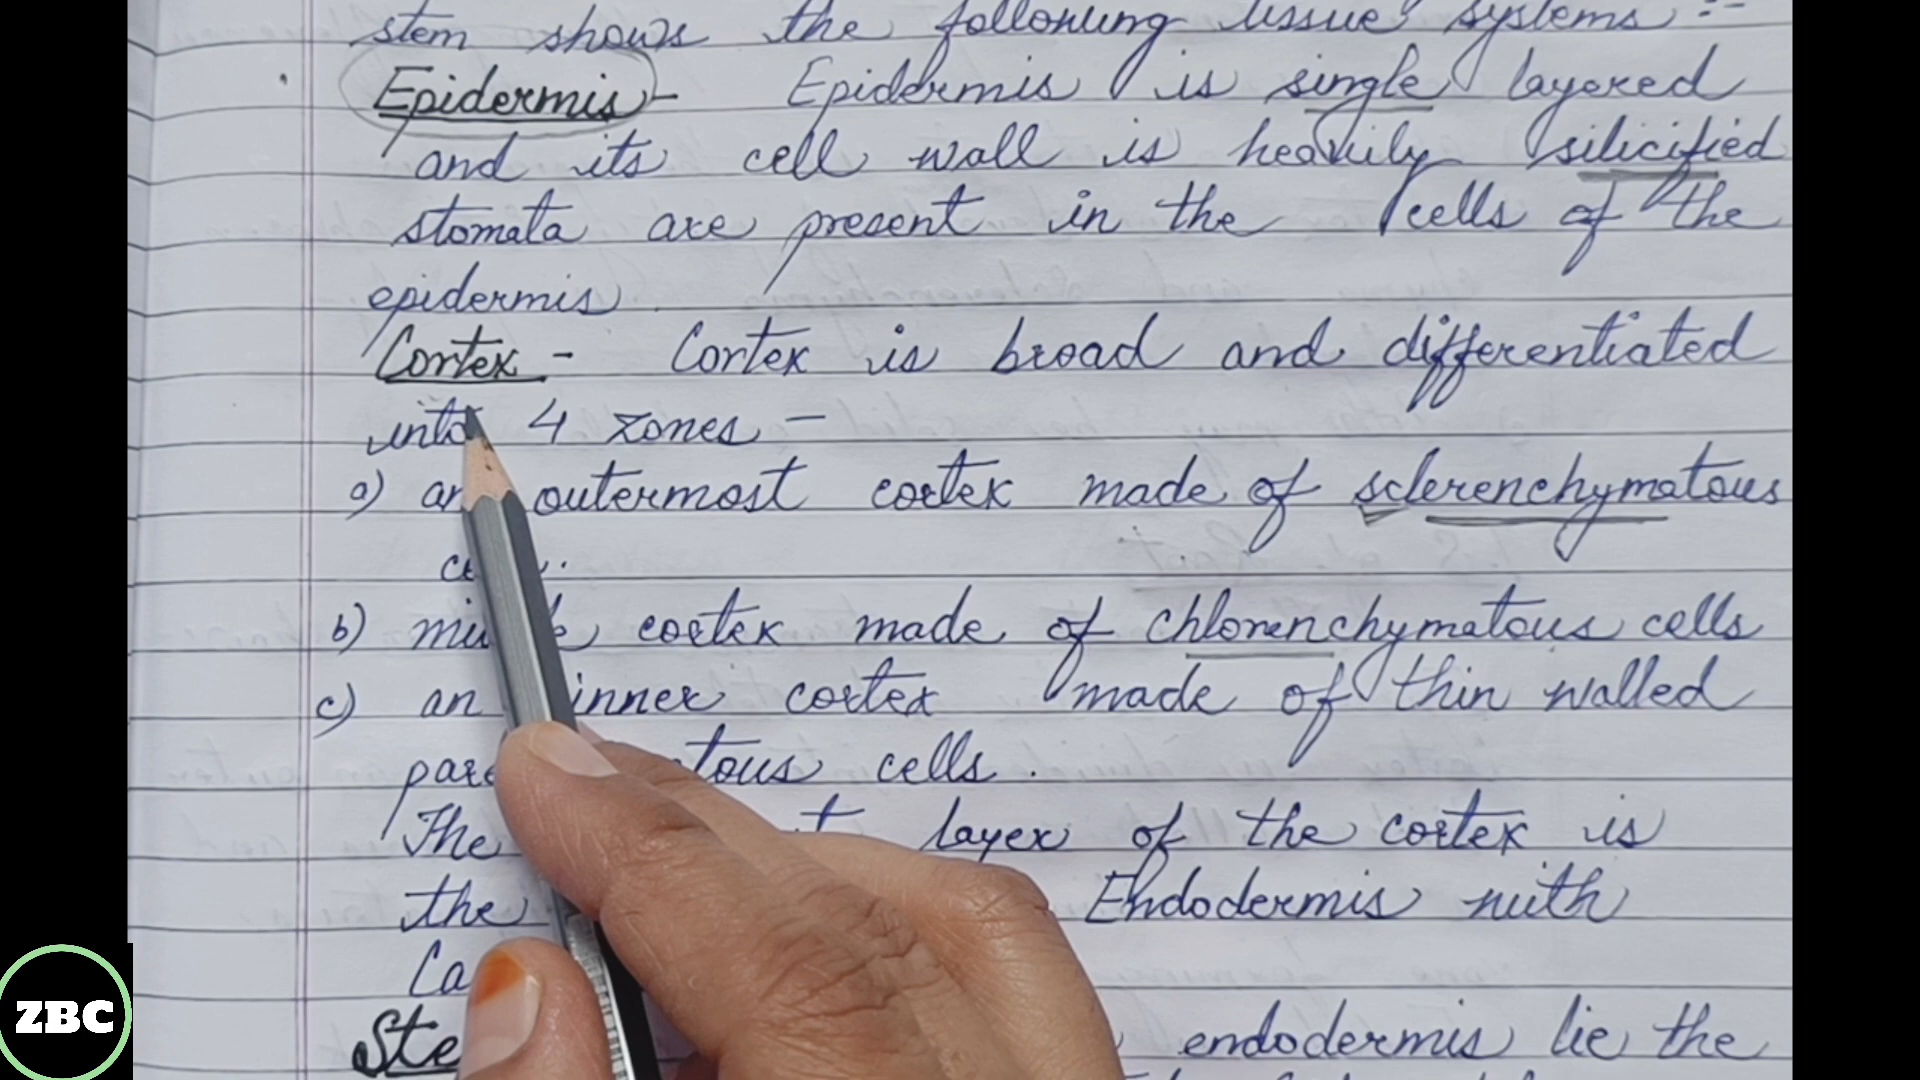 stem shows the following tissue systems :-
Epidermis - Epidermis is single layered
and its cell wall is heavily silicified
stomata are present in the cells of the
epidermis.
Cortex - Cortex is broad and differentiated
into 4 zones -
a) an outermost cortex made of sclerenchymatous
b) cortex made of chlorenchymatous cells
c) an inner cortex made of thin walled
cells.
The layer of the cortex is
the Endodermis with
endodermis lie the
ZBC